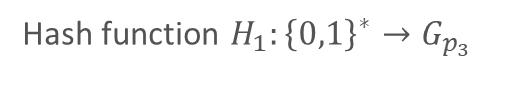 Hash function H₁: {0,1}* → G_{p₃}